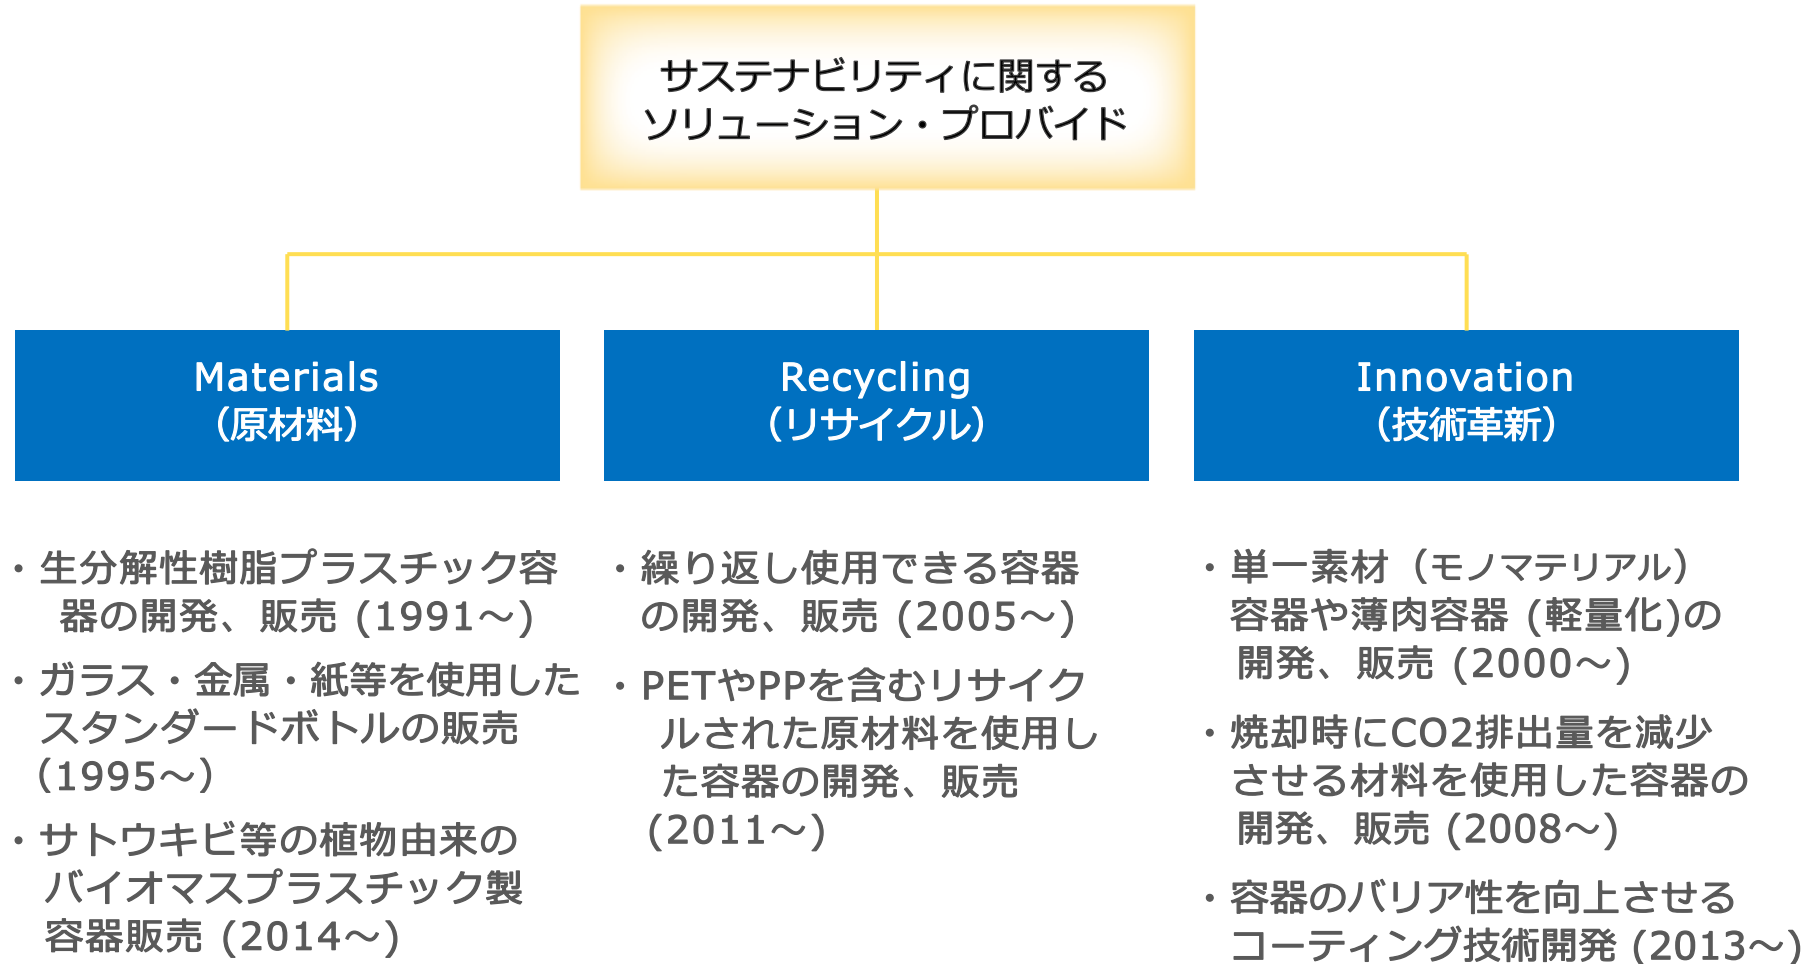 サステナビリティに関する
ソリューション・プロバイド
Materials
（原材料）
・生分解性樹脂プラスチック容
器の開発、販売 (1991～)
・ガラス・金属・紙等を使用した
スタンダードボトルの販売
（1995～）
・サトウキビ等の植物由来の
バイオマスプラスチック製
容器販売 (2014～)
Recycling
（リサイクル）
・繰り返し使用できる容器
の開発、販売 (2005～)
・PETやPPを含むリサイク
ルされた原材料を使用し
た容器の開発、販売
(2011～)
Innovation
（技術革新）
・単一素材（モノマテリアル）
容器や薄肉容器 (軽量化)の
開発、販売 (2000～)
・焼却時にCO2排出量を減少
させる材料を使用した容器の
開発、販売 (2008～)
・容器のバリア性を向上させる
コーティング技術開発 (2013～)